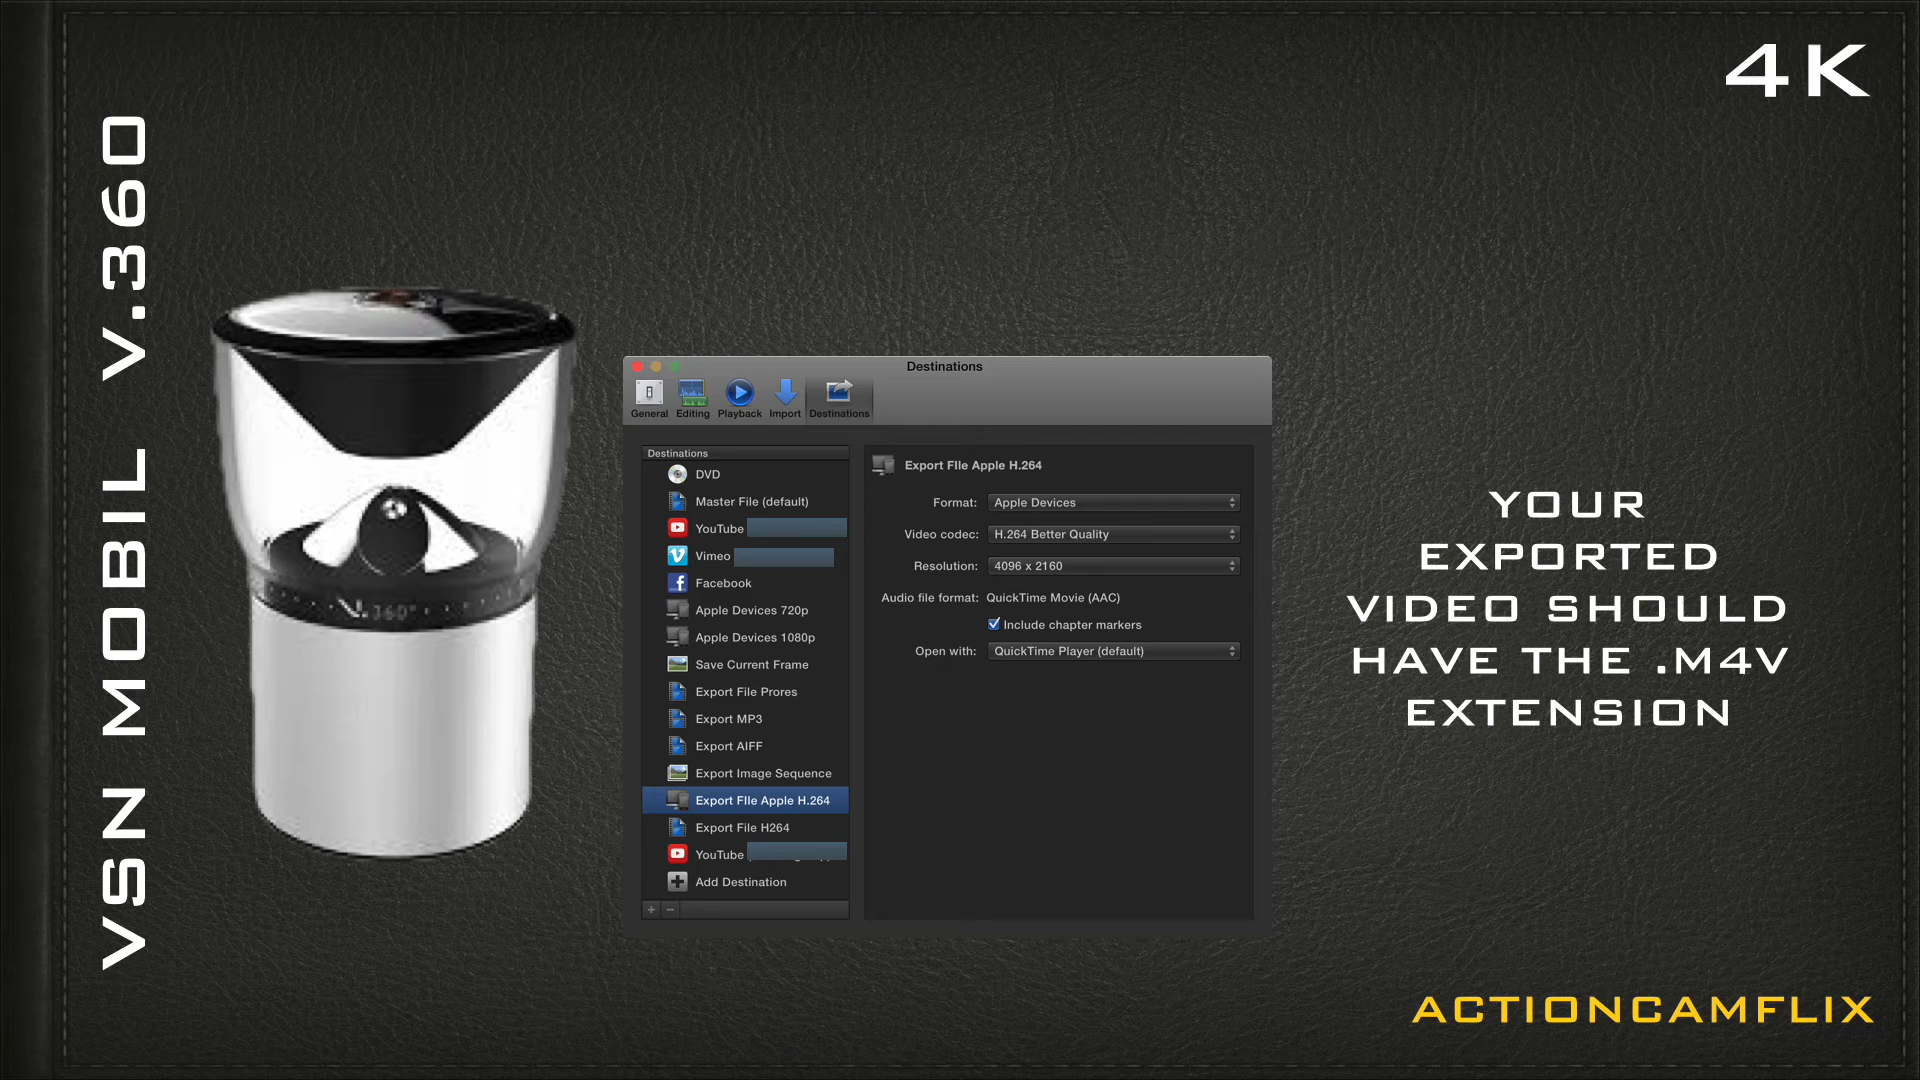 4K
VSN MOBIL V.360
V.360°
Destinations
General Editing Playback Import Destinations
Destinations
DVD
Master File (default)
YouTube
Vimeo
Facebook
Apple Devices 720p
Apple Devices 1080p
Save Current Frame
Export File Prores
Export MP3
Export AIFF
Export Image Sequence
Export FIle Apple H.264
Export File H264
YouTube
Add Destination
Export FIle Apple H.264
Format: Apple Devices
Video codec: H.264 Better Quality
Resolution: 4096 x 2160
Audio file format: QuickTime Movie (AAC)
Include chapter markers
Open with: QuickTime Player (default)
YOUR
EXPORTED
VIDEO SHOULD
HAVE THE .M4V
EXTENSION
ACTIONCAMFLIX